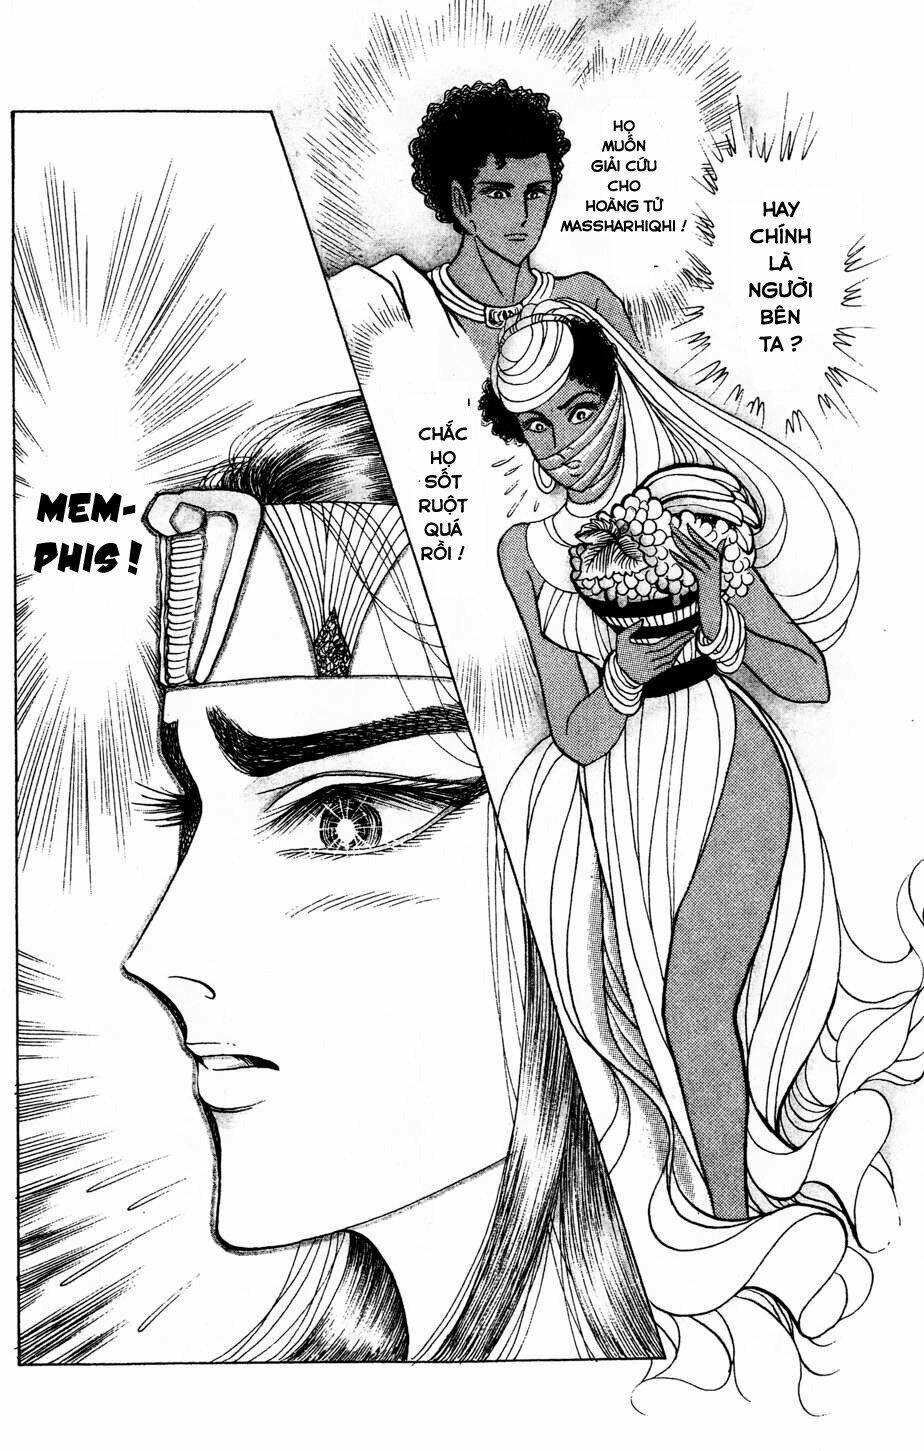 HAY
CHÍNH
LÀ
NGƯỜI
BÊN
TA ?
HỌ
MUỐN
GIẢI CỨU
CHO
HOÀNG TỬ
MASSHARHIQHI !
CHẮC
HỌ
SỐT
RUỘT
QUÁ
RỒI !
MEM-
PHIS !